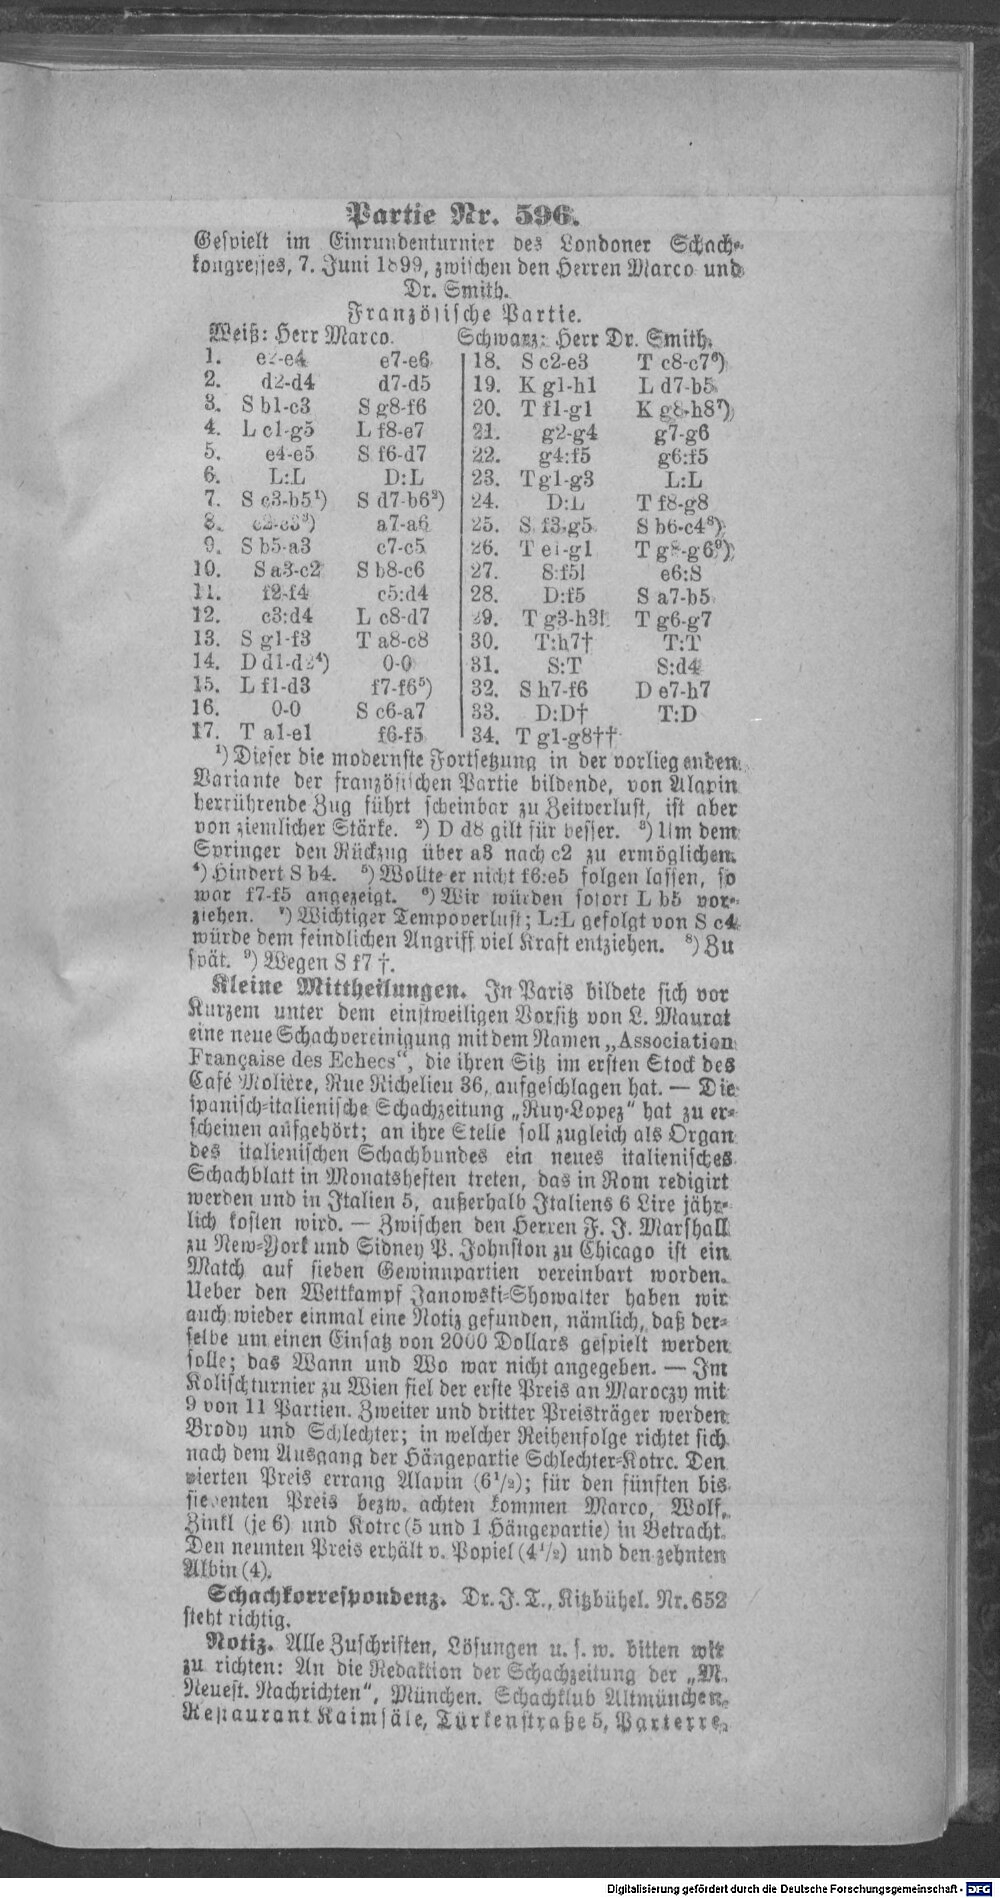 Partie Nr. 596.
Gespielt im Einrundenturnier des Londoner Schach-
kongresses, 7. Juni 1899, zwischen den Herren Marco und
Dr. Smith.
Französische Partie.
Weiß: Herr Marco. Schwarz: Herr Dr. Smith.
1. e2-e4 e7-e6
2. d2-d4 d7-d5
3. S b1-c3 S g8-f6
4. L c1-g5 L f8-e7
5. e4-e5 S f6-d7
6. L:L D:L
7. S c3-b5¹) S d7-b6²)
8. c2-c3³) a7-a6
9. S b5-a3 c7-c5
10. S a3-c2 S b8-c6
11. f2-f4 c5:d4
12. c3:d4 L c8-d7
13. S g1-f3 T a8-c8
14. D d1-d2⁴) 0-0
15. L f1-d3 f7-f6⁵)
16. 0-0 S c6-a7
17. T a1-e1 f6-f5
18. S c2-e3 T c8-c7⁶)
19. K g1-h1 L d7-b5
20. T f1-g1 K g8-h8⁷)
21. g2-g4 g7-g6
22. g4:f5 g6:f5
23. T g1-g3 L:L
24. D:L T f8-g8
25. S f3-g5 S b6-c4⁸)
26. T e1-g1 T g8-g6⁹)
27. S:f5! e6:S
28. D:f5 S a7-b5
29. T g3-h3! T g6-g7
30. T:h7† T:T
31. S:T S:d4
32. S h7-f6 D e7-h7
33. D:D† T:D
34. T g1-g8††
¹) Dieser die modernste Fortsetzung in der vorliegenden
Variante der französischen Partie bildende, von Alapin
herrührende Zug führt scheinbar zu Zeitverlust, ist aber
von ziemlicher Stärke. ²) D d8 gilt für besser. ³) Um dem
Springer den Rückzug über a3 nach c2 zu ermöglichen.
⁴) Hindert S b4. ⁵) Wollte er nicht f6:e5 folgen lassen, so
war f7-f5 angezeigt. ⁶) Wir würden sofort L b5 vor-
ziehen. ⁷) Wichtiger Tempoverlust; L:L gefolgt von S c4
würde dem feindlichen Angriff viel Kraft entziehen. ⁸) Zu
spät. ⁹) Wegen S f7 †.
Kleine Mittheilungen. In Paris bildete sich vor
Kurzem unter dem einstweiligen Vorsitz von L. Maurat
eine neue Schachvereinigung mit dem Namen „Association
Française des Echecs“, die ihren Sitz im ersten Stock des
Café Molière, Rue Richelieu 36, aufgeschlagen hat. — Die
spanisch-italienische Schachzeitung „Ruy-Lopez“ hat zu er-
scheinen aufgehört; an ihre Stelle soll zugleich als Organ
des italienischen Schachbundes ein neues italienisches
Schachblatt in Monatsheften treten, das in Rom redigirt
werden und in Italien 5, außerhalb Italiens 6 Lire jähr-
lich kosten wird. — Zwischen den Herren F. J. Marshall
zu New-York und Sidney P. Johnston zu Chicago ist ein
Match auf sieben Gewinnpartien vereinbart worden.
Ueber den Wettkampf Janowski-Showalter haben wir
auch wieder einmal eine Notiz gefunden, nämlich, daß der-
selbe um einen Einsatz von 2000 Dollars gespielt werden
solle; das Wann und Wo war nicht angegeben. — Im
Kolischturnier zu Wien fiel der erste Preis an Maroczy mit
9 von 11 Partien. Zweiter und dritter Preisträger werden
Brody und Schlechter; in welcher Reihenfolge richtet sich
nach dem Ausgang der Hängepartie Schlechter-Kotrc. Den
vierten Preis errang Alapin (6½); für den fünften bis
siebenten Preis bezw. achten kommen Marco, Wolf,
Zinkl (je 6) und Kotrc (5 und 1 Hängepartie) in Betracht.
Den neunten Preis erhält v. Popiel (4½) und den zehnten
Albin (4).
Schachkorrespondenz. Dr. J. T., Kitzbühel. Nr. 652
steht richtig.
Notiz. Alle Zuschriften, Lösungen u. s. w. bitten wir
zu richten: An die Redaktion der Schachzeitung der „M.
Neuest. Nachrichten“, München. Schachklub Altmünchen,
Restaurant Kaimsäle, Türkenstraße 5, Parterre.
Digitalisierung gefördert durch die Deutsche Forschungsgemeinschaft - DFG